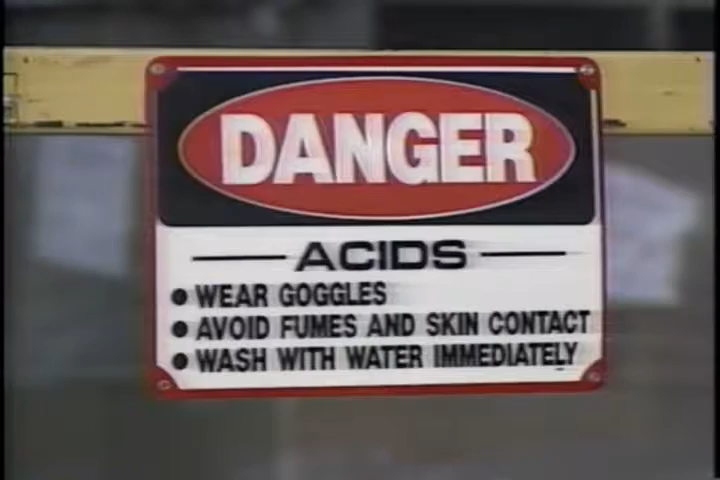 DANGER
ACIDS
• WEAR GOGGLES
• AVOID FUMES AND SKIN CONTACT
• WASH WITH WATER IMMEDIATELY